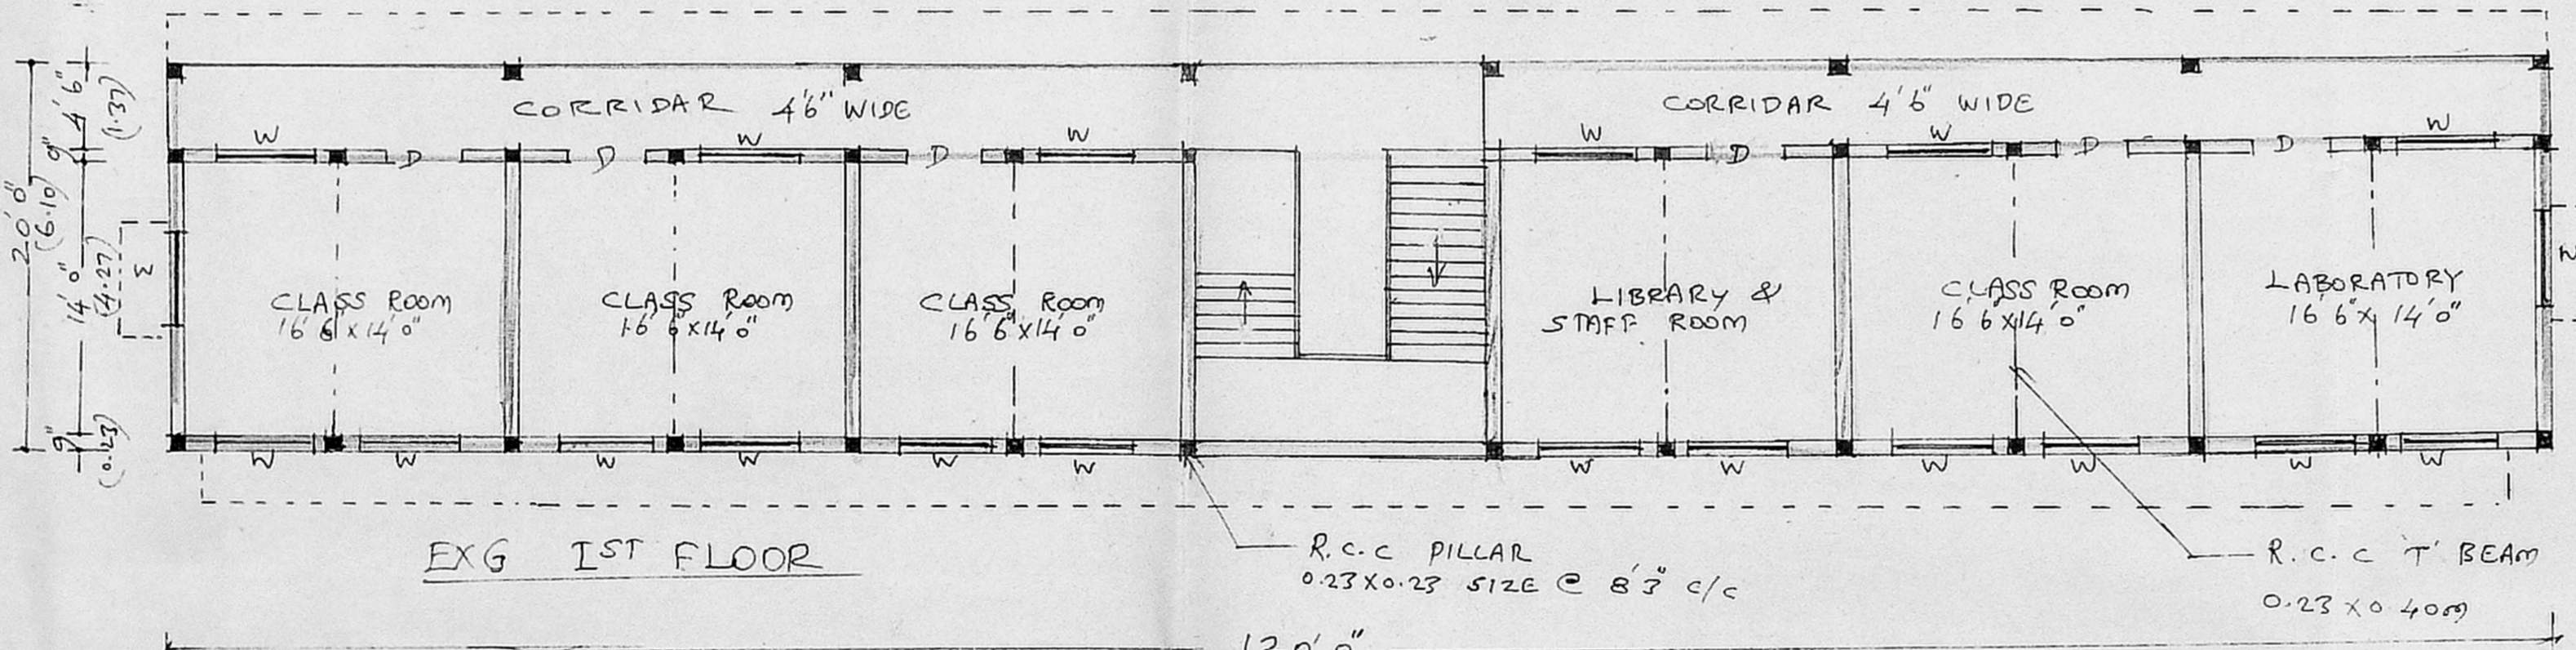 CORRIDAR 4'6" WIDE
CORRIDAR 4'6" WIDE
W
W
W
W
W
W
D
D
D
D
D
D
4'6"
(1.37)
9"
20'0"
(6.10)
14'0"
(4.27)
9"
(0.23)
W
W
CLASS ROOM
16'6"x14'0"
CLASS ROOM
16'6"x14'0"
CLASS ROOM
16'6"x14'0"
LIBRARY &
STAFF ROOM
CLASS ROOM
16'6x14'0"
LABORATORY
16'6"x14'0"
W
W
W
W
W
W
W
W
W
W
W
W
EXG IST FLOOR
R.C.C PILLAR
0.23X0.23 SIZE @ 8'3" C/C
R.C.C 'T' BEAM
0.23 X 0.40m